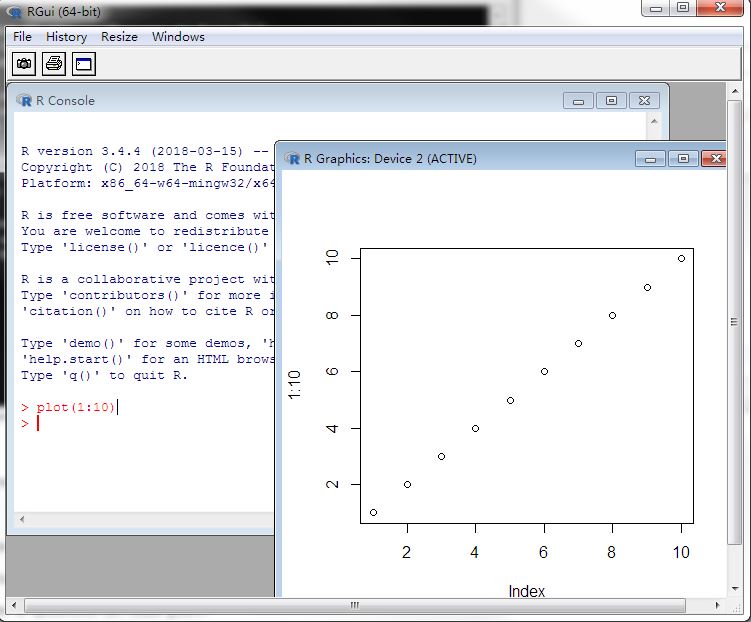 RGui (64-bit)
File History Resize Windows
R Console
R version 3.4.4 (2018-03-15) --
Copyright (C) 2018 The R Foundat
Platform: x86_64-w64-mingw32/x64
R is free software and comes wit
You are welcome to redistribute
Type 'license()' or 'licence()'
R is a collaborative project wit
Type 'contributors()' for more i
'citation()' on how to cite R or
Type 'demo()' for some demos, 'h
'help.start()' for an HTML brows
Type 'q()' to quit R.
> plot(1:10)
>
R Graphics: Device 2 (ACTIVE)
10
8
6
4
2
1:10
2 4 6 8 10
Index